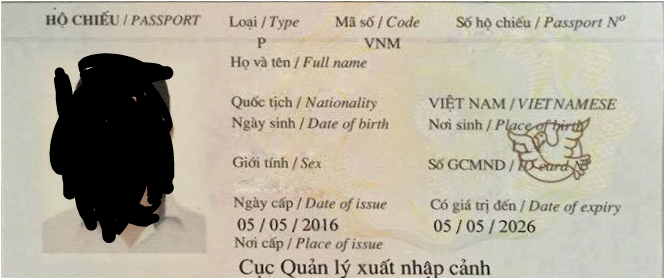 HỘ CHIẾU / PASSPORT Loại / Type Mã số / Code Số hộ chiếu / Passport Nº
P VNM
Họ và tên / Full name
Quốc tịch / Nationality VIỆT NAM / VIETNAMESE
Ngày sinh / Date of birth Nơi sinh / Place of birth
Giới tính / Sex Số GCMND / ID card Nº
Ngày cấp / Date of issue Có giá trị đến / Date of expiry
05 / 05 / 2016 05 / 05 / 2026
Nơi cấp / Place of issue
Cục Quản lý xuất nhập cảnh